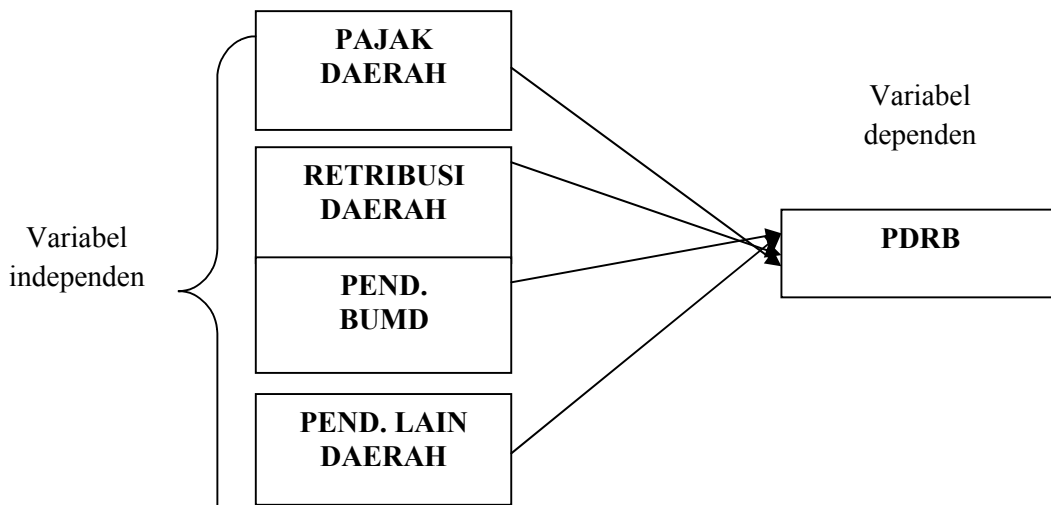 PAJAK
DAERAH
Variabel
dependen
RETRIBUSI
DAERAH
Variabel
independen
PDRB
PEND.
BUMD
PEND. LAIN
DAERAH